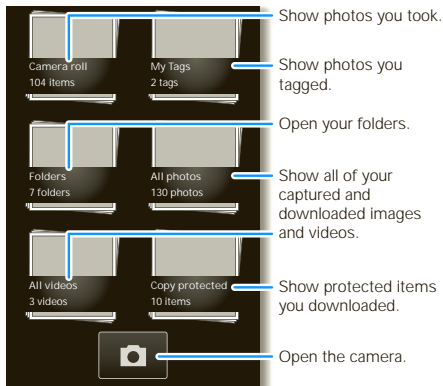 Show photos you took.
Camera roll
104 items
My Tags
2 tags
Show photos you
tagged.
Open your folders.
Folders
7 folders
All photos
130 photos
Show all of your
captured and
downloaded images
and videos.
All videos
3 videos
Copy protected
10 items
Show protected items
you downloaded.
Open the camera.